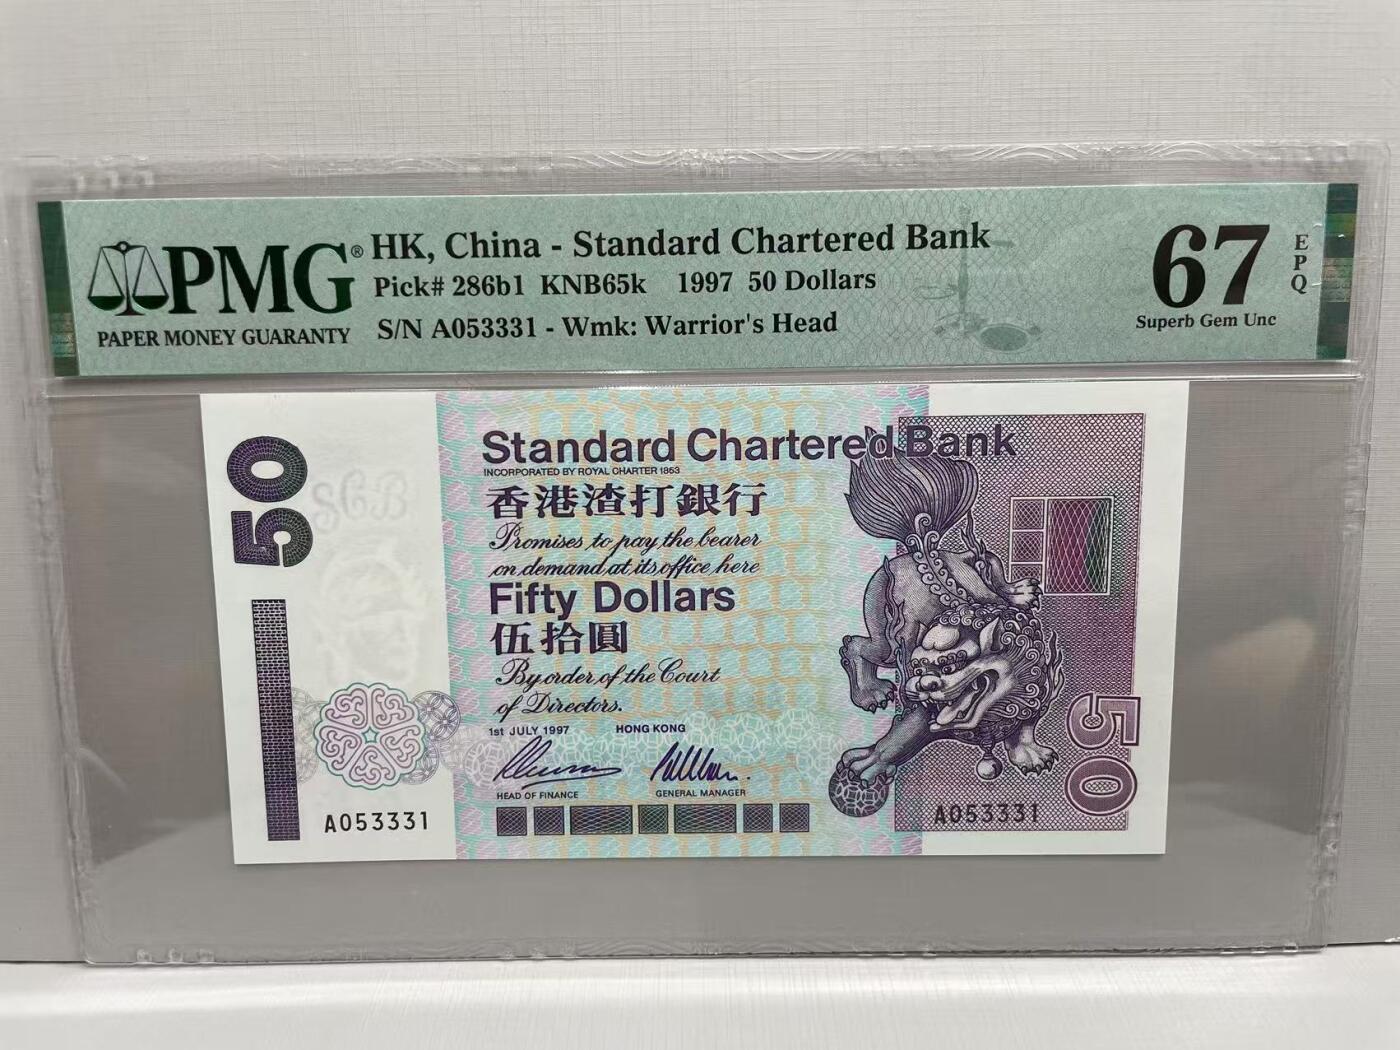 PMG®
PAPER MONEY GUARANTY
HK, China - Standard Chartered Bank
Pick# 286b1 KNB65k 1997 50 Dollars
S/N A053331 - Wmk: Warrior's Head
67
EPQ
Superb Gem Unc
50
SCB
Standard Chartered Bank
INCORPORATED BY ROYAL CHARTER 1853
香港渣打銀行
Promises to pay the bearer
on demand at its office here
Fifty Dollars
伍拾圓
By order of the Court
of Directors.
1st JULY 1997 HONG KONG
HEAD OF FINANCE GENERAL MANAGER
A053331
A053331
50